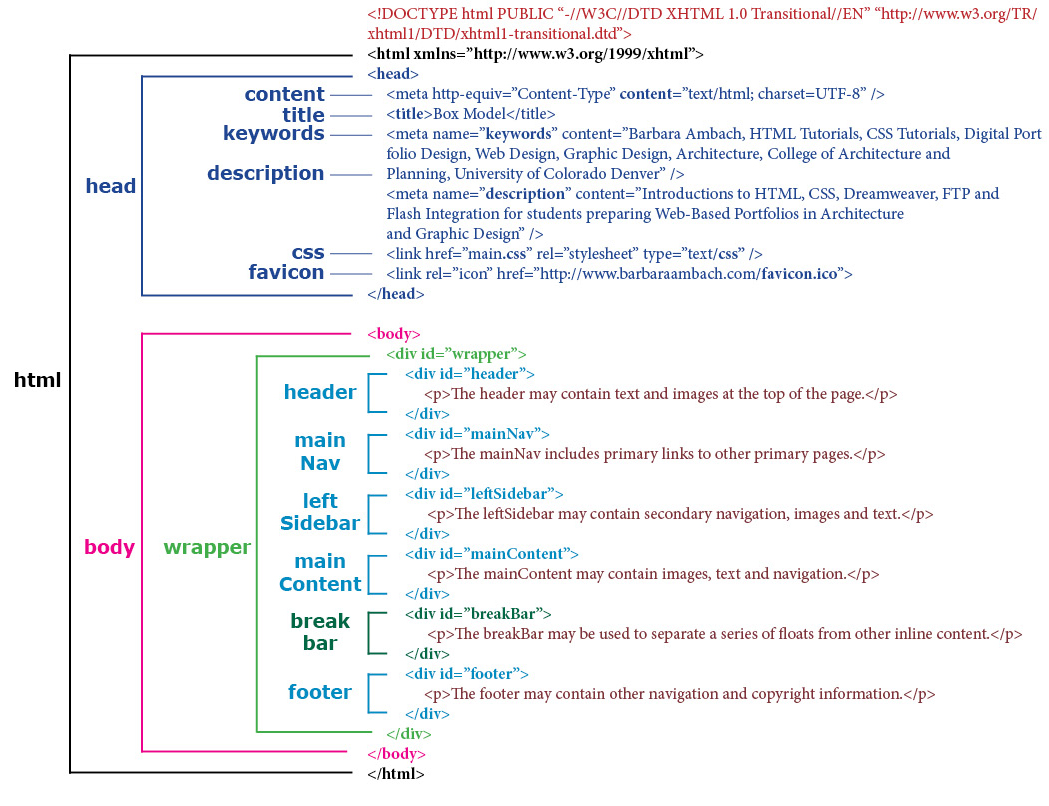 <!DOCTYPE html PUBLIC “-//W3C//DTD XHTML 1.0 Transitional//EN” “http://www.w3.org/TR/
xhtml1/DTD/xhtml1-transitional.dtd”>
<html xmlns=”http://www.w3.org/1999/xhtml”>
<head>
content
<meta http-equiv=”Content-Type” content=”text/html; charset=UTF-8” />
title
<title>Box Model</title>
keywords
<meta name=”keywords” content=”Barbara Ambach, HTML Tutorials, CSS Tutorials, Digital Port
folio Design, Web Design, Graphic Design, Architecture, College of Architecture and
description
Planning, University of Colorado Denver” />
head
<meta name=”description” content=”Introductions to HTML, CSS, Dreamweaver, FTP and
Flash Integration for students preparing Web-Based Portfolios in Architecture
and Graphic Design” />
css
<link href=”main.css” rel=”stylesheet” type=”text/css” />
favicon
<link rel=”icon” href=”http://www.barbaraambach.com/favicon.ico”>
</head>
<body>
<div id=”wrapper”>
html
header
<div id=”header”>
<p>The header may contain text and images at the top of the page.</p>
</div>
main
Nav
<div id=”mainNav”>
<p>The mainNav includes primary links to other primary pages.</p>
</div>
left
Sidebar
<div id=”leftSidebar”>
<p>The leftSidebar may contain secondary navigation, images and text.</p>
</div>
body
wrapper
main
Content
<div id=”mainContent”>
<p>The mainContent may contain images, text and navigation.</p>
</div>
break
bar
<div id=”breakBar”>
<p>The breakBar may be used to separate a series of floats from other inline content.</p>
</div>
footer
<div id=”footer”>
<p>The footer may contain other navigation and copyright information.</p>
</div>
</div>
</body>
</html>